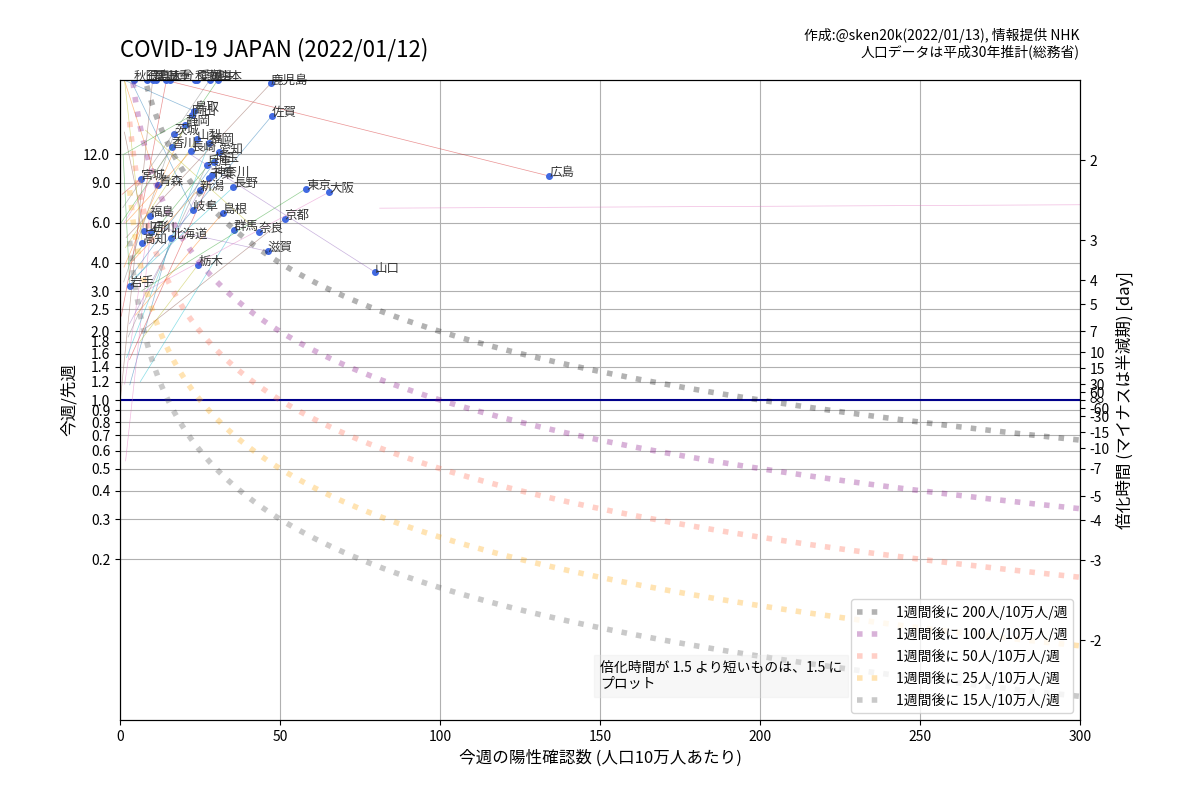 COVID-19 JAPAN (2022/01/12)
作成:@sken20k(2022/01/13), 情報提供 NHK
人口データは平成30年推計(総務省)
鹿児島
鳥取
佐賀
静岡
茨城
山梨
福岡
香川
長崎
愛知
広島
宮城
青森
新潟
長野
東京
大阪
福島
岐阜
島根
京都
群馬
奈良
高知
北海道
滋賀
栃木
山口
岩手
12.0
9.0
6.0
4.0
3.0
2.5
2.0
1.8
1.6
1.4
1.2
1.0
0.9
0.8
0.7
0.6
0.5
0.4
0.3
0.2
今週/先週
2
3
4
5
7
10
15
30
60
∞
-60
-30
-15
-10
-7
-5
-4
-3
-2
倍化時間 (マイナスは半減期) [day]
1週間後に 200人/10万人/週
1週間後に 100人/10万人/週
1週間後に 50人/10万人/週
1週間後に 25人/10万人/週
1週間後に 15人/10万人/週
倍化時間が 1.5 より短いものは、1.5 に
プロット
0 50 100 150 200 250 300
今週の陽性確認数 (人口10万人あたり)